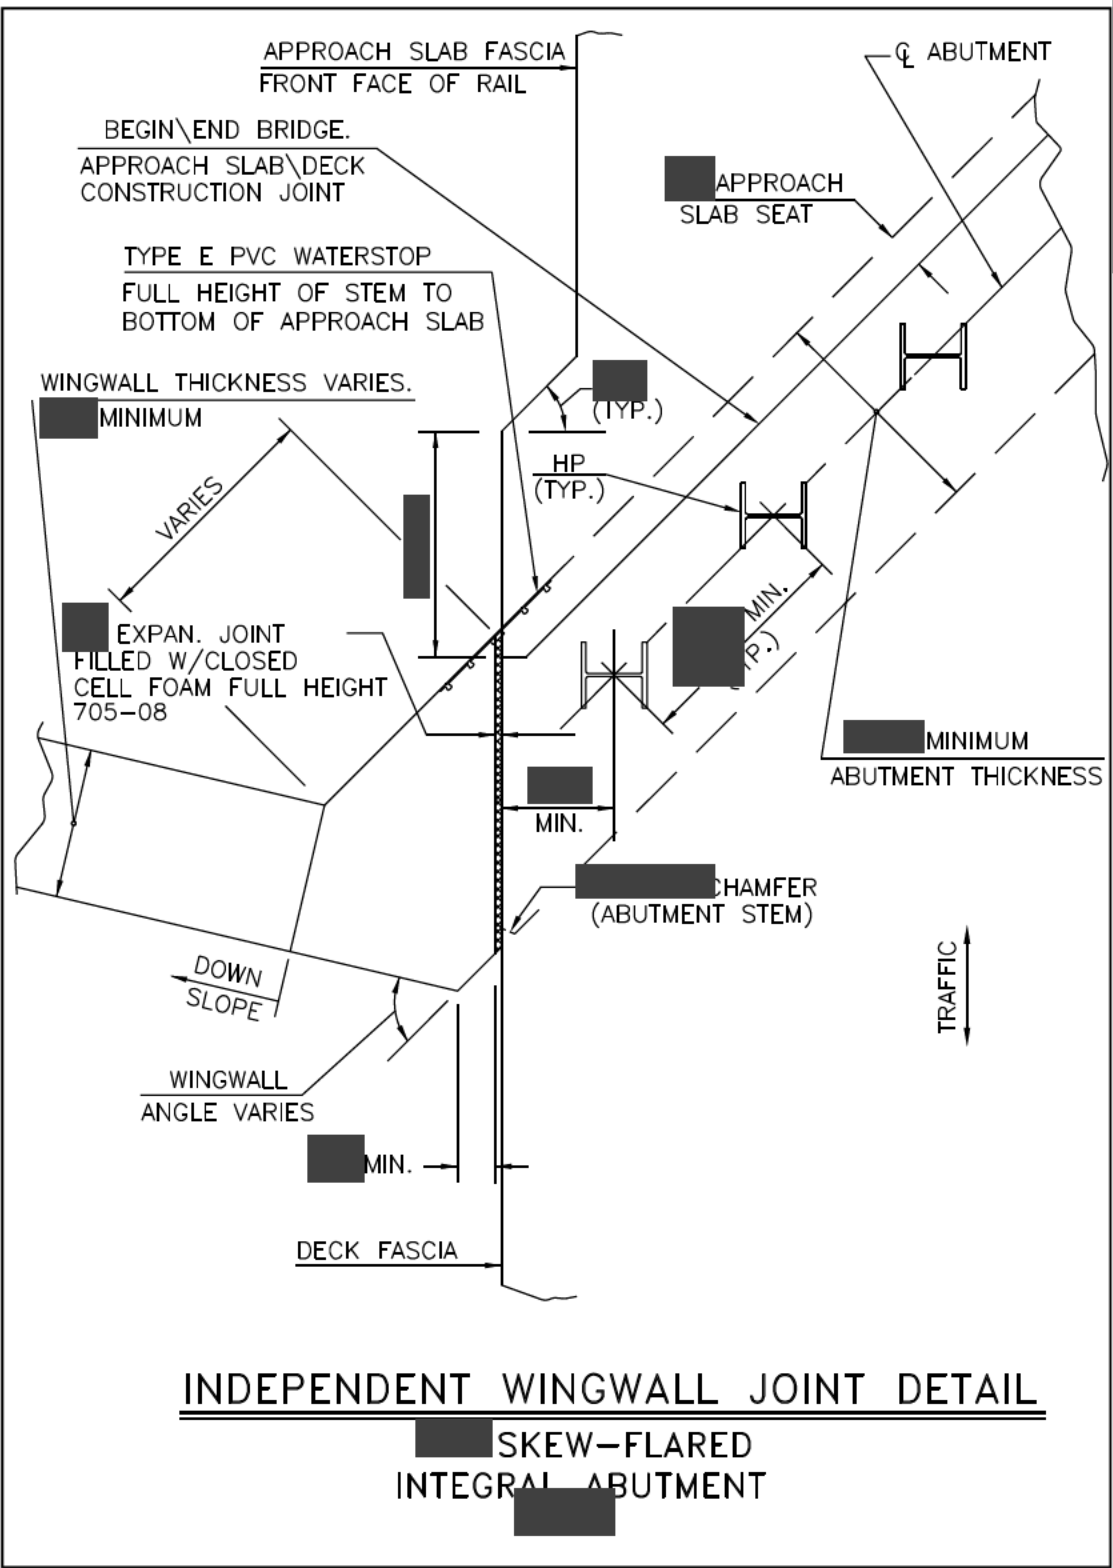 APPROACH SLAB FASCIA
FRONT FACE OF RAIL
℄ ABUTMENT
BEGIN\END BRIDGE.
APPROACH SLAB\DECK
CONSTRUCTION JOINT
APPROACH
SLAB SEAT
TYPE E PVC WATERSTOP
FULL HEIGHT OF STEM TO
BOTTOM OF APPROACH SLAB
WINGWALL THICKNESS VARIES.
MINIMUM
(TYP.)
VARIES
HP
(TYP.)
MIN.
EXPAN. JOINT
FILLED W/CLOSED
CELL FOAM FULL HEIGHT
705-08
MINIMUM
ABUTMENT THICKNESS
MIN.
CHAMFER
(ABUTMENT STEM)
DOWN
SLOPE
TRAFFIC
WINGWALL
ANGLE VARIES
MIN.
DECK FASCIA
INDEPENDENT WINGWALL JOINT DETAIL
SKEW-FLARED
INTEGRAL ABUTMENT